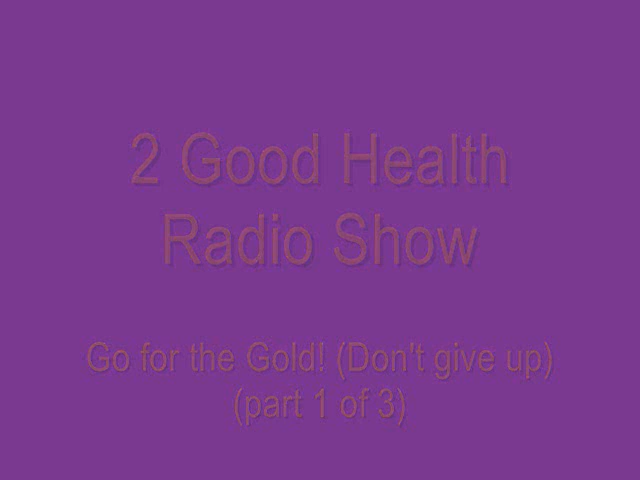 2 Good Health
Radio Show
Go for the Gold! (Don't give up)
(part 1 of 3)